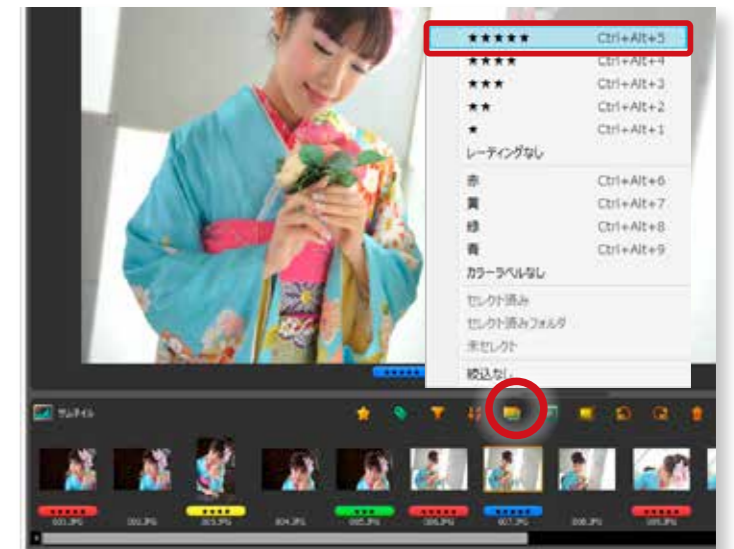 ★★★★★ Ctrl+Alt+5
★★★★ Ctrl+Alt+4
★★★ Ctrl+Alt+3
★★ Ctrl+Alt+2
★ Ctrl+Alt+1
レーティングなし
赤 Ctrl+Alt+6
黄 Ctrl+Alt+7
緑 Ctrl+Alt+8
青 Ctrl+Alt+9
カラーラベルなし
セレクト済み
セレクト済みフォルダ
未セレクト
絞込なし
サムネイル
001.JPG 002.JPG 003.JPG 004.JPG 005.JPG 006.JPG 007.JPG 008.JPG 009.JPG